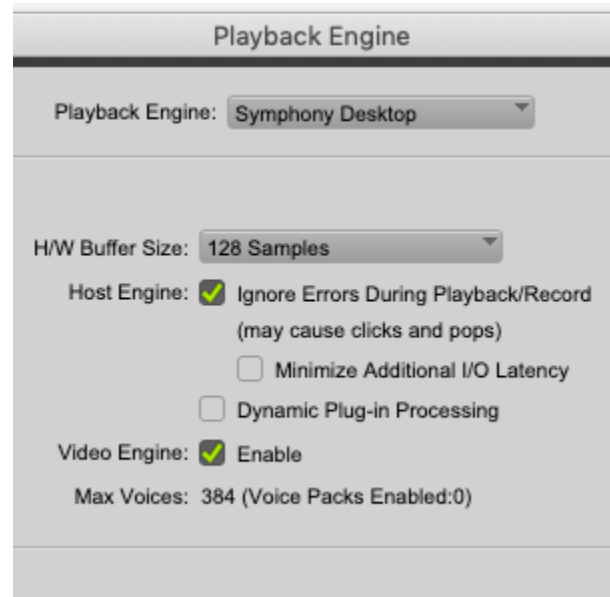 Playback Engine
Playback Engine: Symphony Desktop
H/W Buffer Size: 128 Samples
Host Engine: Ignore Errors During Playback/Record
(may cause clicks and pops)
Minimize Additional I/O Latency
Dynamic Plug-in Processing
Video Engine: Enable
Max Voices: 384 (Voice Packs Enabled:0)